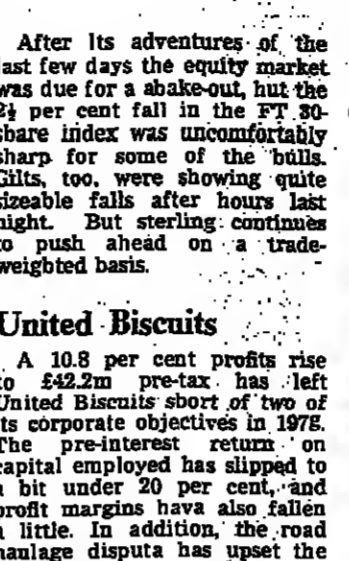 After its adventures of the
last few days the equity market
was due for a abake-out, hut the
2½ per cent fall in the FT 30-
share index was uncomfortably
sharp for some of the bulls.
Gilts, too, were showing quite
sizeable falls after hours last
night. But sterling continues
to push ahead on a trade-
weighted basis.
United Biscuits
A 10.8 per cent profits rise
to £42.2m pre-tax has left
United Biscuits sbort of two of
its corporate objectives in 1978.
The pre-interest return on
capital employed has slipped to
a bit under 20 per cent, and
profit margins hava also fallen
a little. In addition, the road
haulage disputa has upset the